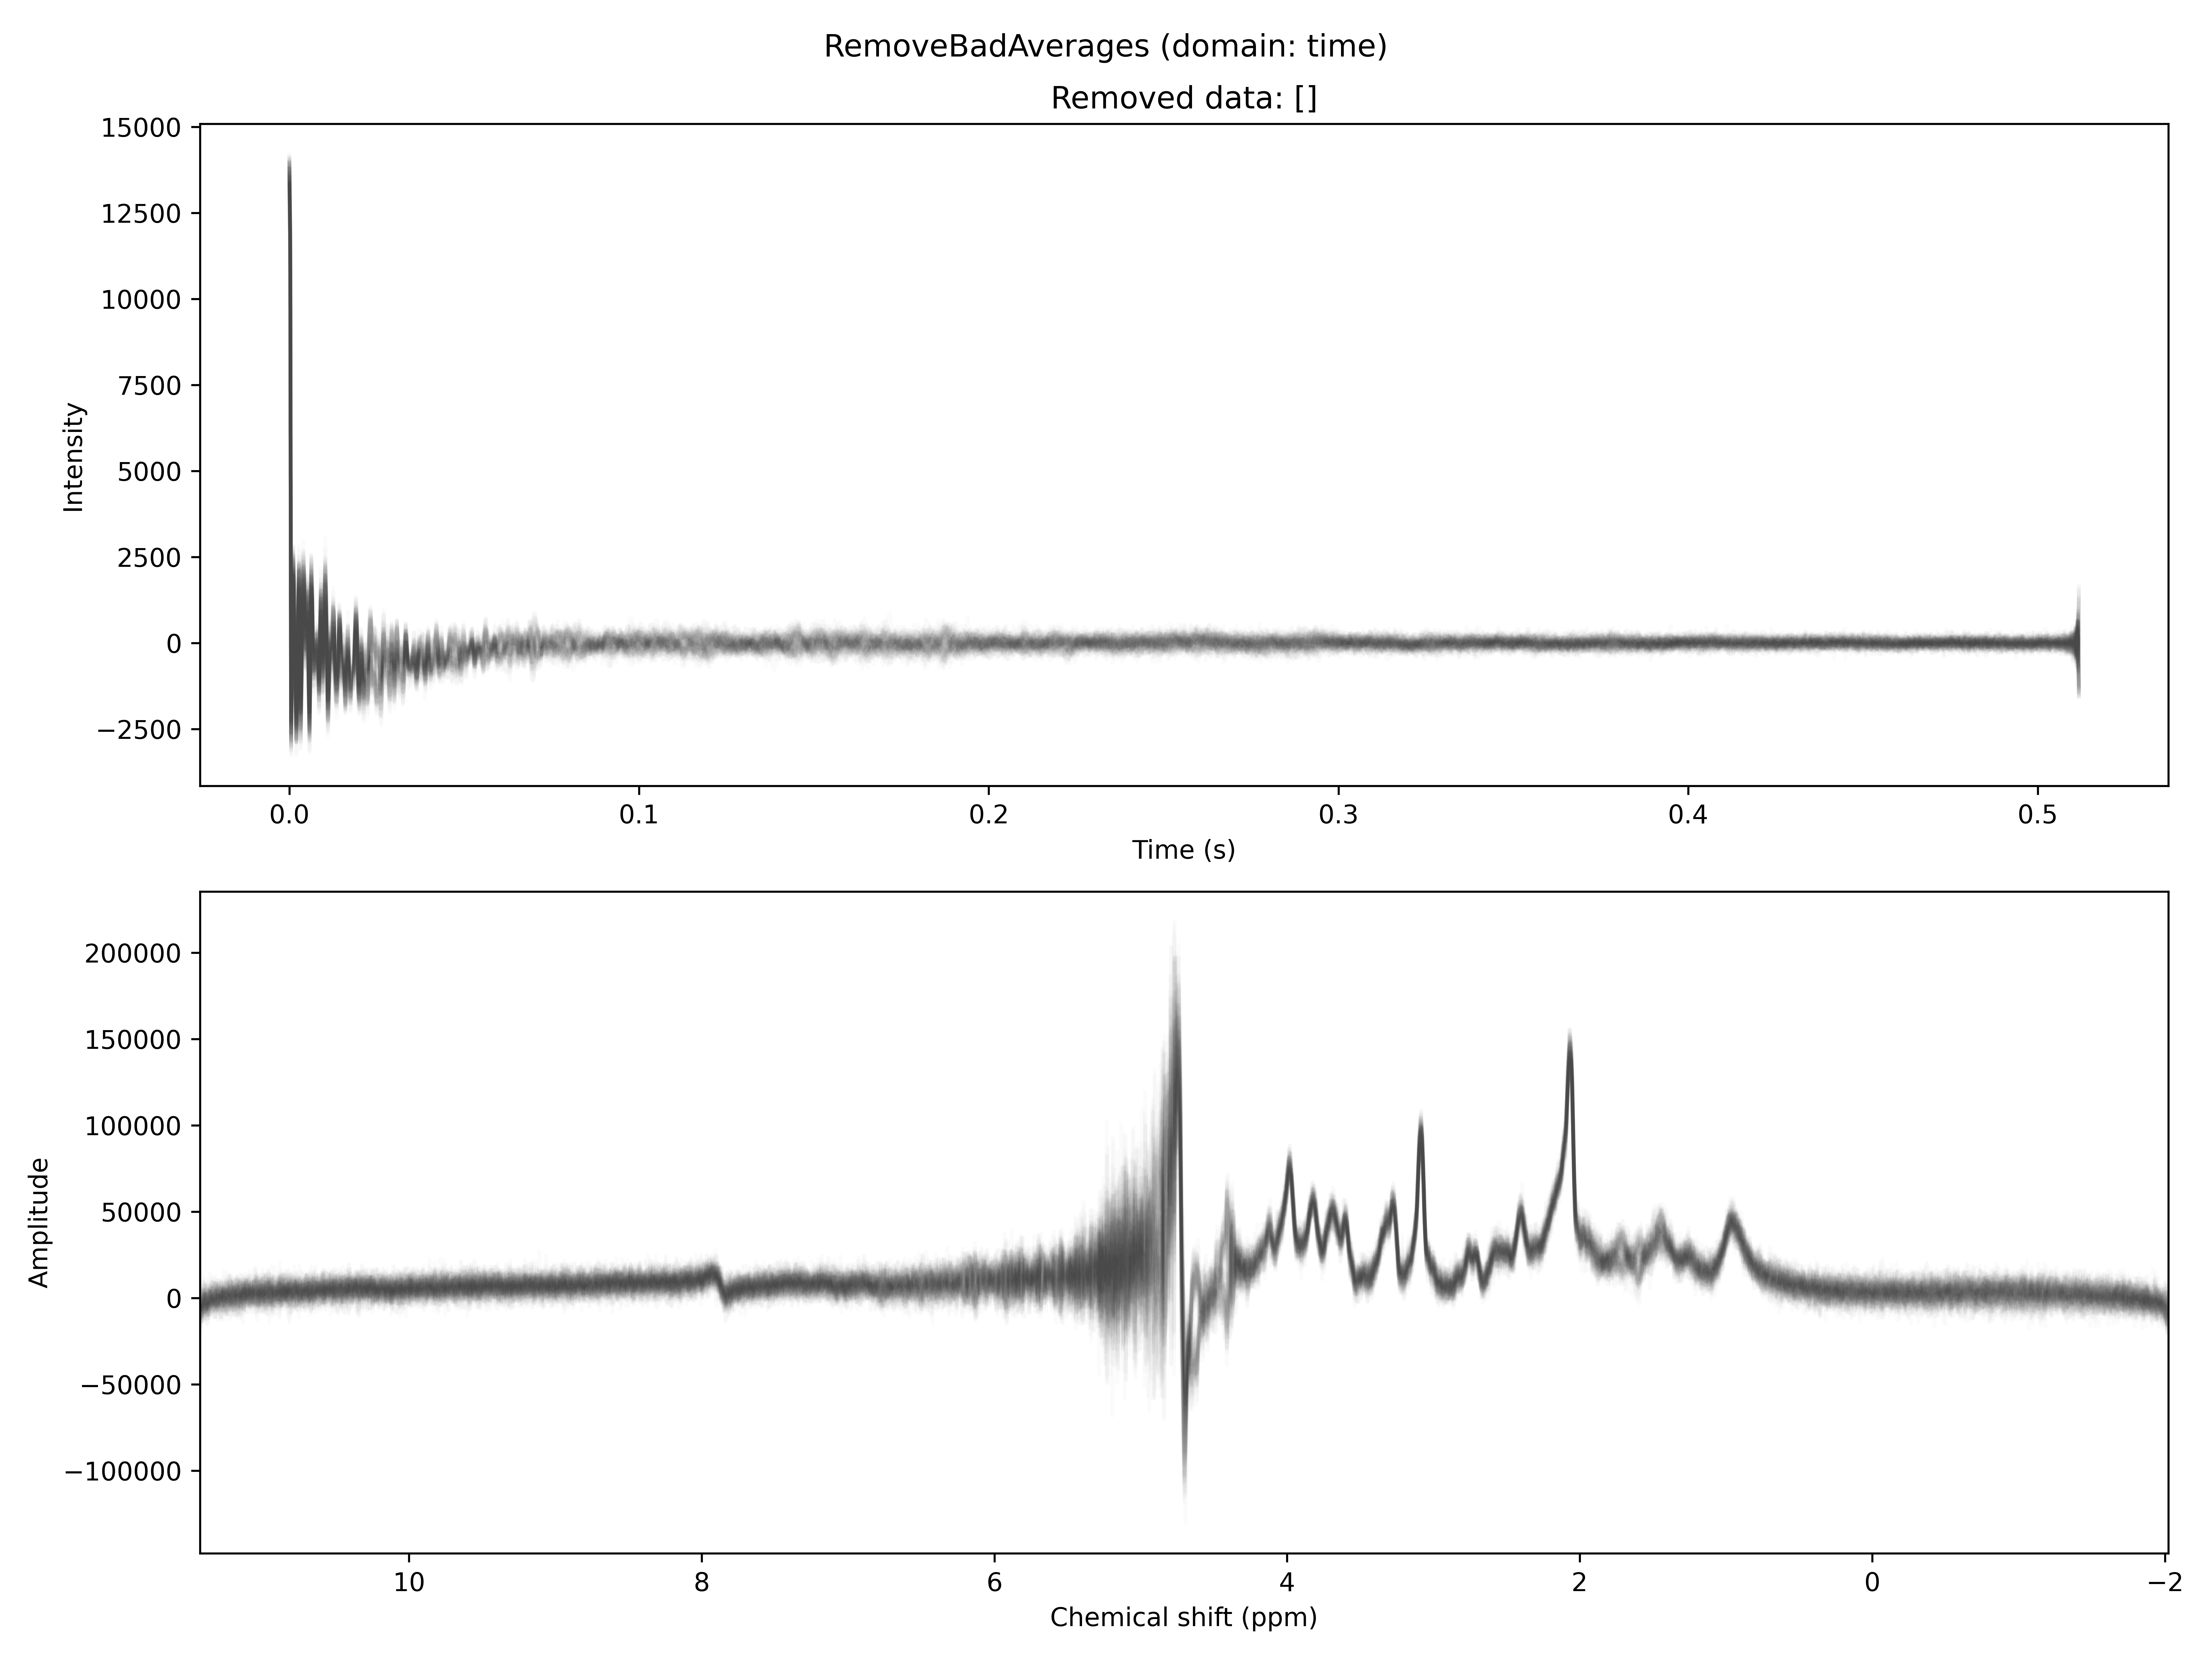 RemoveBadAverages (domain: time)
Removed data: []
15000
12500
10000
7500
5000
2500
0
−2500
Intensity
0.0 0.1 0.2 0.3 0.4 0.5
Time (s)
200000
150000
100000
50000
0
−50000
−100000
Amplitude
10 8 6 4 2 0 −2
Chemical shift (ppm)